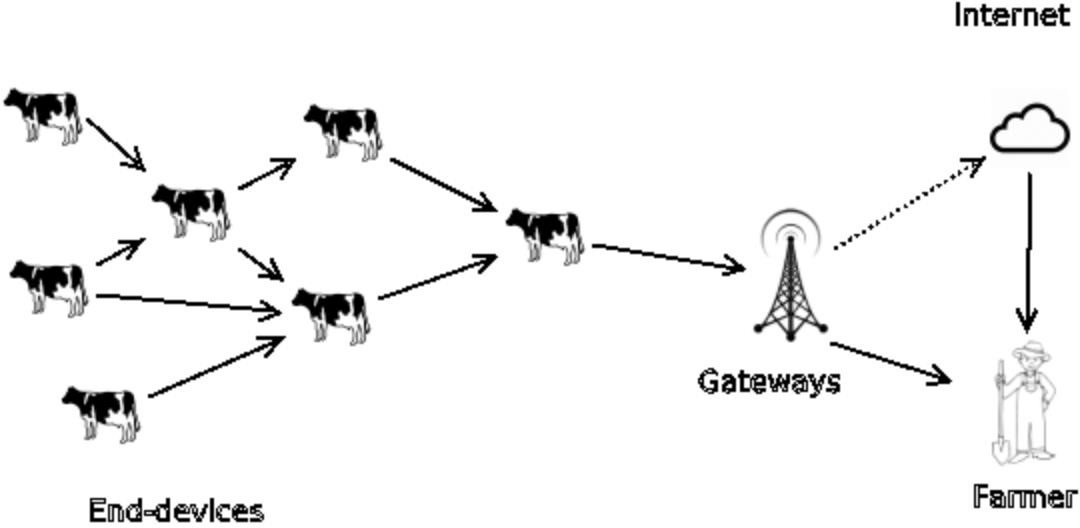 Internet
Gateways
Farmer
End-devices